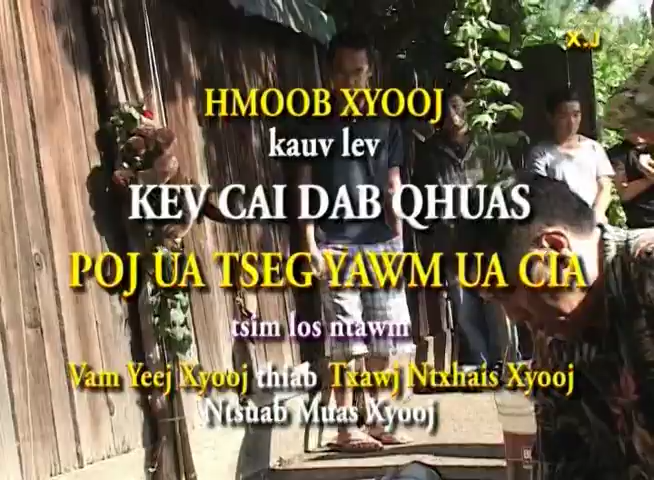 X.J
HMOOB XYOOJ
kauv lev
KEV CAI DAB QHUAS
POJ UA TSEG YAWM UA CIA
tsim los ntawm
Vam Yeej Xyooj thiab Txawj Ntxhais Xyooj
Ntsuab Muas Xyooj